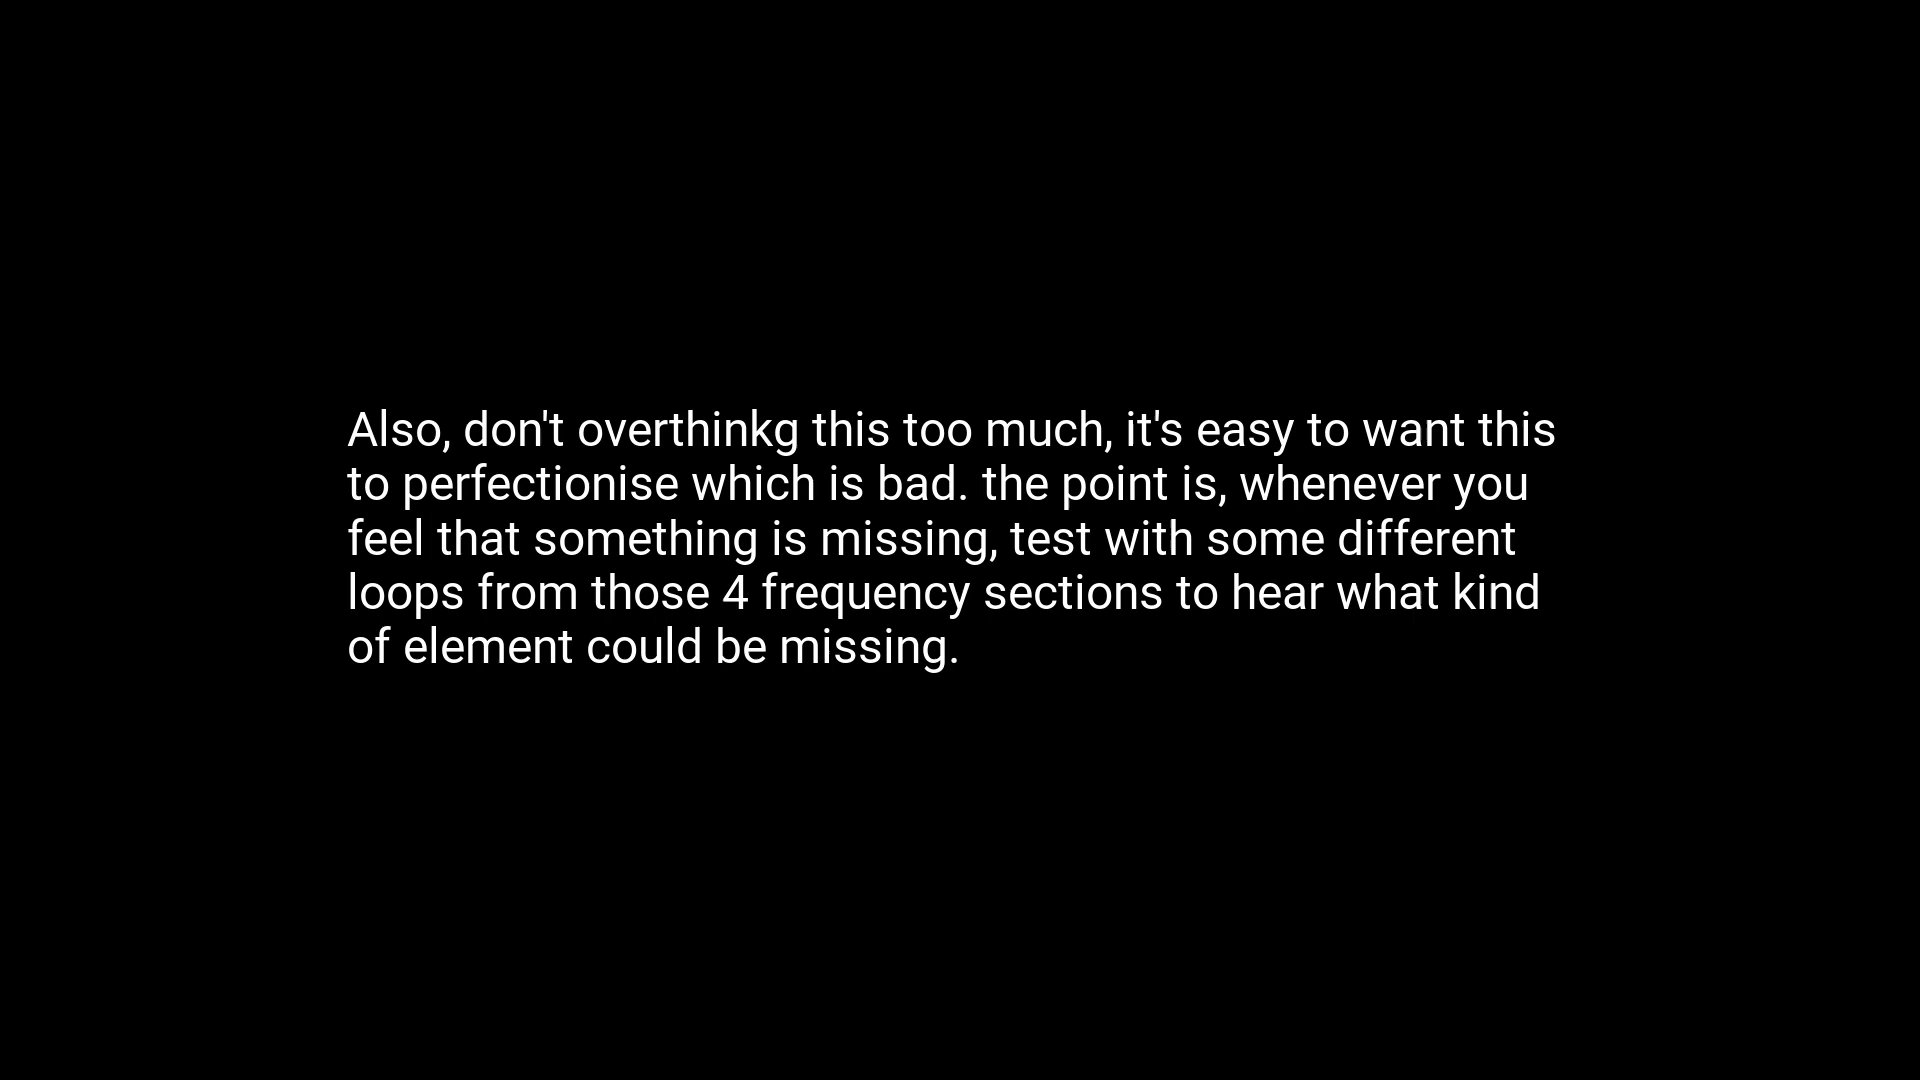 Also, don't overthinkg this too much, it's easy to want this
to perfectionise which is bad. the point is, whenever you
feel that something is missing, test with some different
loops from those 4 frequency sections to hear what kind
of element could be missing.